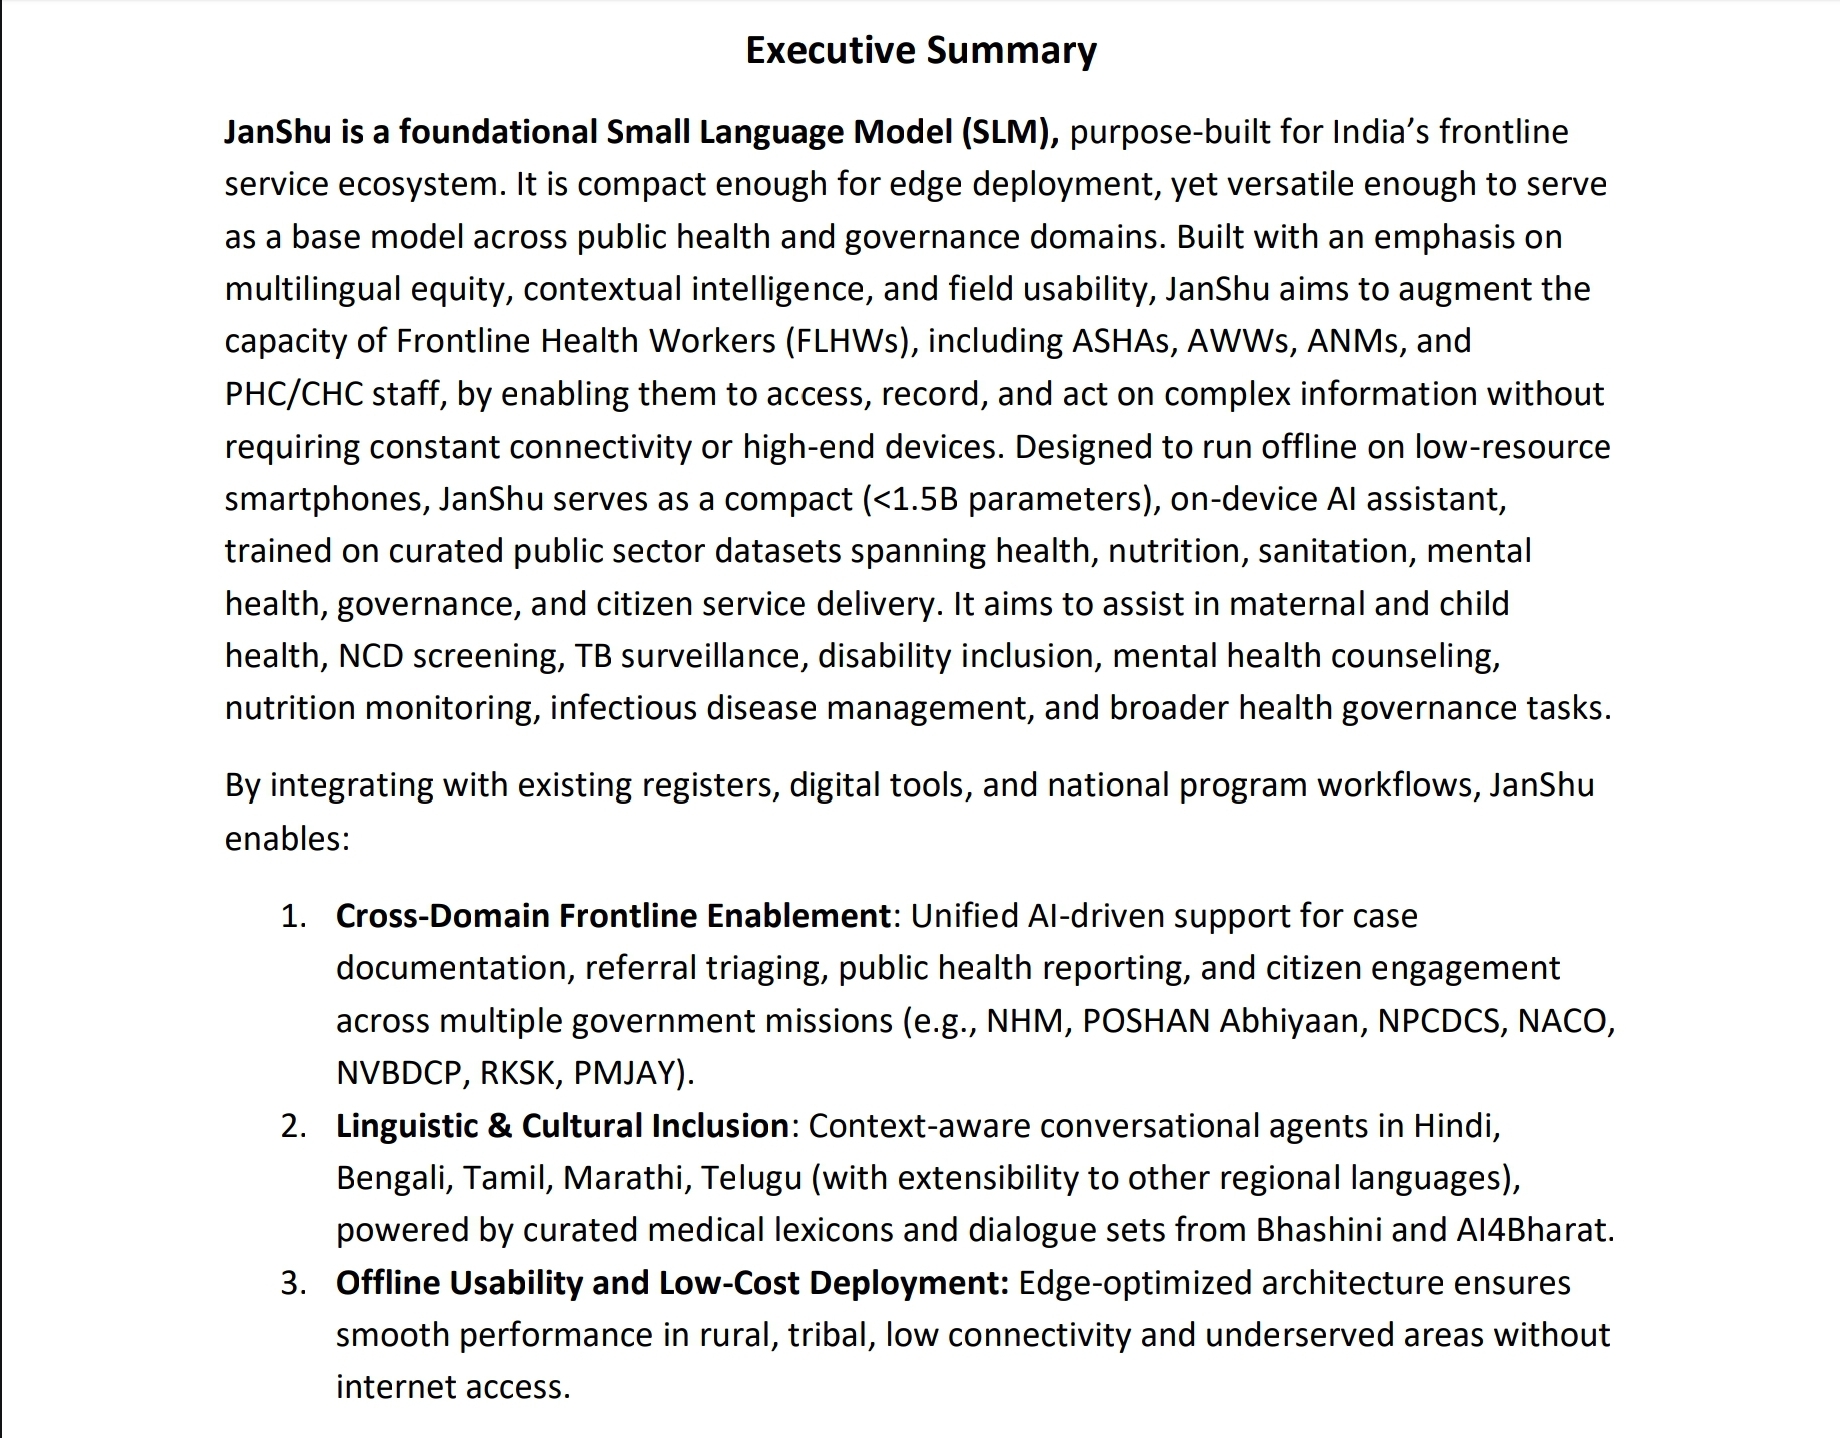 Executive Summary
JanShu is a foundational Small Language Model (SLM), purpose-built for India’s frontline
service ecosystem. It is compact enough for edge deployment, yet versatile enough to serve
as a base model across public health and governance domains. Built with an emphasis on
multilingual equity, contextual intelligence, and field usability, JanShu aims to augment the
capacity of Frontline Health Workers (FLHWs), including ASHAs, AWWs, ANMs, and
PHC/CHC staff, by enabling them to access, record, and act on complex information without
requiring constant connectivity or high-end devices. Designed to run offline on low-resource
smartphones, JanShu serves as a compact (<1.5B parameters), on-device AI assistant,
trained on curated public sector datasets spanning health, nutrition, sanitation, mental
health, governance, and citizen service delivery. It aims to assist in maternal and child
health, NCD screening, TB surveillance, disability inclusion, mental health counseling,
nutrition monitoring, infectious disease management, and broader health governance tasks.
By integrating with existing registers, digital tools, and national program workflows, JanShu
enables:
1. Cross-Domain Frontline Enablement: Unified AI-driven support for case
documentation, referral triaging, public health reporting, and citizen engagement
across multiple government missions (e.g., NHM, POSHAN Abhiyaan, NPCDCS, NACO,
NVBDCP, RKSK, PMJAY).
2. Linguistic & Cultural Inclusion: Context-aware conversational agents in Hindi,
Bengali, Tamil, Marathi, Telugu (with extensibility to other regional languages),
powered by curated medical lexicons and dialogue sets from Bhashini and AI4Bharat.
3. Offline Usability and Low-Cost Deployment: Edge-optimized architecture ensures
smooth performance in rural, tribal, low connectivity and underserved areas without
internet access.